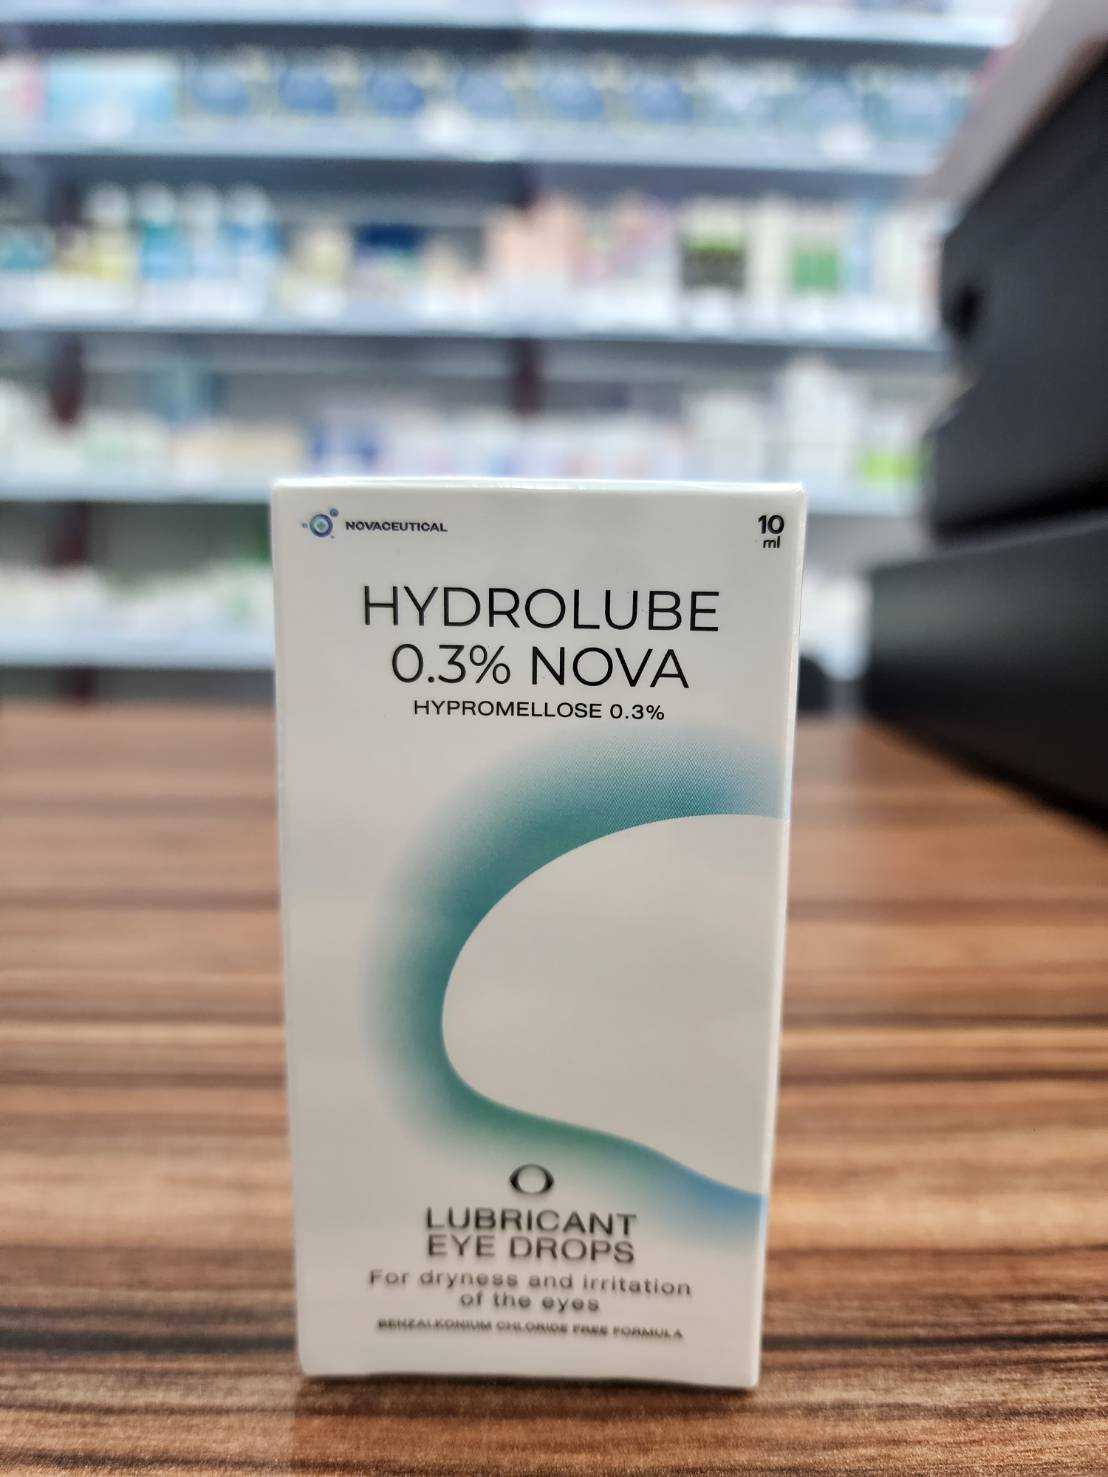 NOVACEUTICAL
10
ml
HYDROLUBE
0.3% NOVA
HYPROMELLOSE 0.3%
LUBRICANT
EYE DROPS
For dryness and irritation
of the eyes
BENZALKONIUM CHLORIDE FREE FORMULA